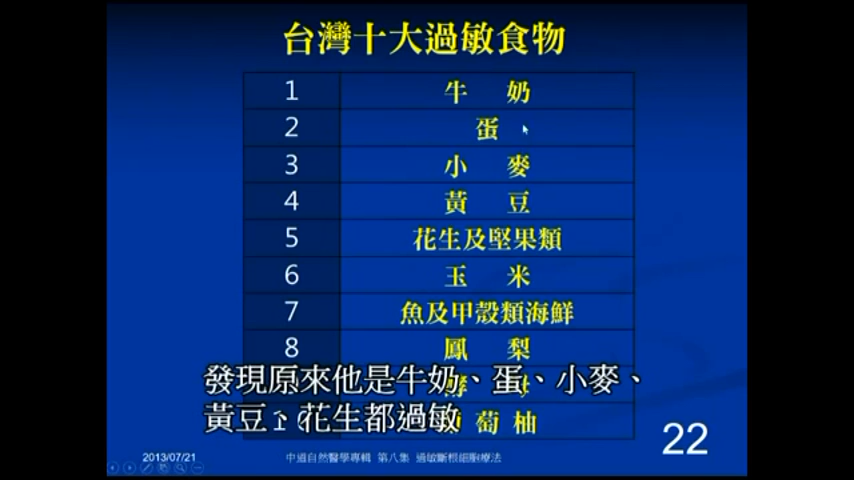 台灣十大過敏食物
1 牛 奶
2 蛋
3 小 麥
4 黃 豆
5 花生及堅果類
6 玉 米
7 魚及甲殼類海鮮
8 鳳 梨
葡 萄 柚
發現原來他是牛奶、蛋、小麥、
黃豆、花生都過敏
22
2013/07/21
中道自然醫學專輯 第八集 過敏斷根細胞療法